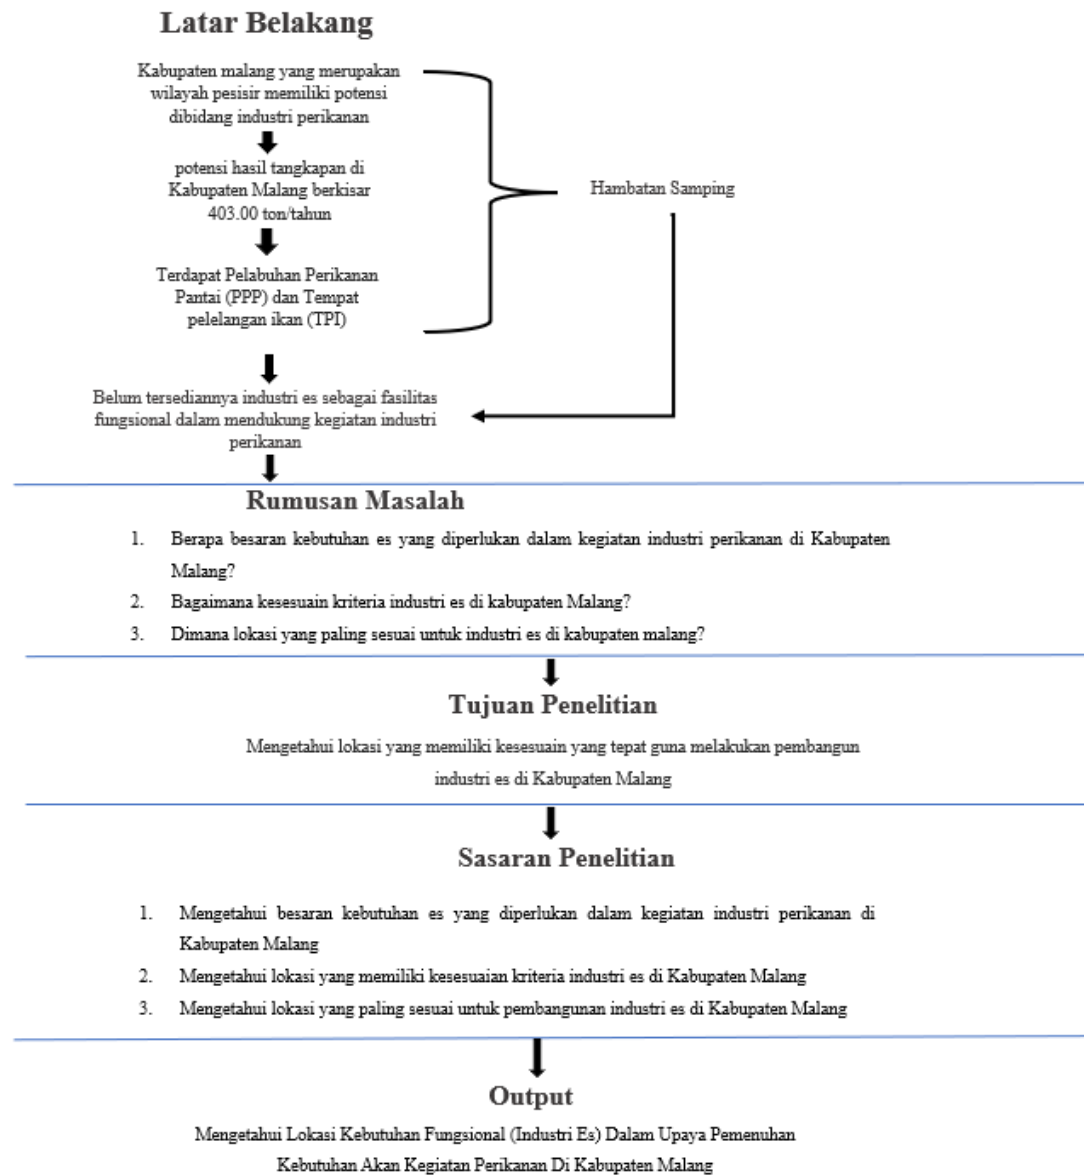 Latar Belakang
Kabupaten malang yang merupakan
wilayah pesisir memiliki potensi
dibidang industri perikanan
potensi hasil tangkapan di
Kabupaten Malang berkisar
403.00 ton/tahun
Terdapat Pelabuhan Perikanan
Pantai (PPP) dan Tempat
pelelangan ikan (TPI)
Hambatan Samping
Belum tersediannya industri es sebagai fasilitas
fungsional dalam mendukung kegiatan industri
perikanan
Rumusan Masalah
1. Berapa besaran kebutuhan es yang diperlukan dalam kegiatan industri perikanan di Kabupaten
Malang?
2. Bagaimana kesesuain kriteria industri es di kabupaten Malang?
3. Dimana lokasi yang paling sesuai untuk industri es di kabupaten malang?
Tujuan Penelitian
Mengetahui lokasi yang memiliki kesesuain yang tepat guna melakukan pembangun
industri es di Kabupaten Malang
Sasaran Penelitian
1. Mengetahui besaran kebutuhan es yang diperlukan dalam kegiatan industri perikanan di
Kabupaten Malang
2. Mengetahui lokasi yang memiliki kesesuaian kriteria industri es di Kabupaten Malang
3. Mengetahui lokasi yang paling sesuai untuk pembangunan industri es di Kabupaten Malang
Output
Mengetahui Lokasi Kebutuhan Fungsional (Industri Es) Dalam Upaya Pemenuhan
Kebutuhan Akan Kegiatan Perikanan Di Kabupaten Malang